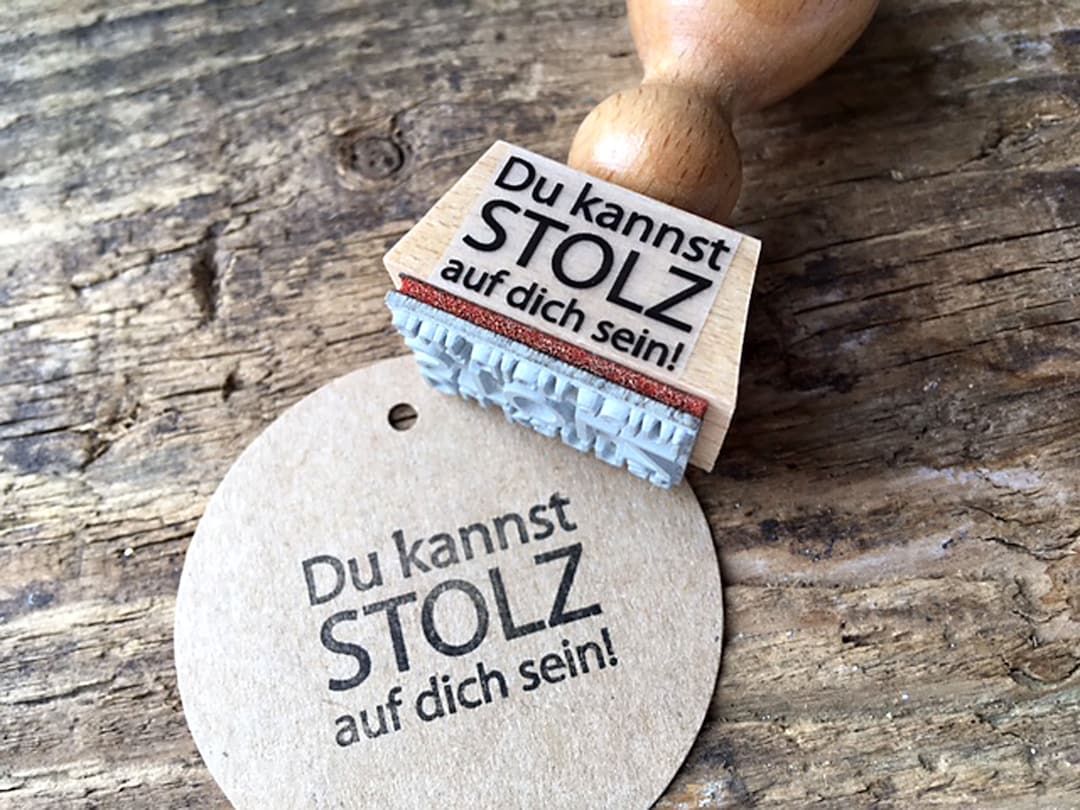 Du kannst
STOLZ
auf dich sein!
Du kannst
STOLZ
auf dich sein!